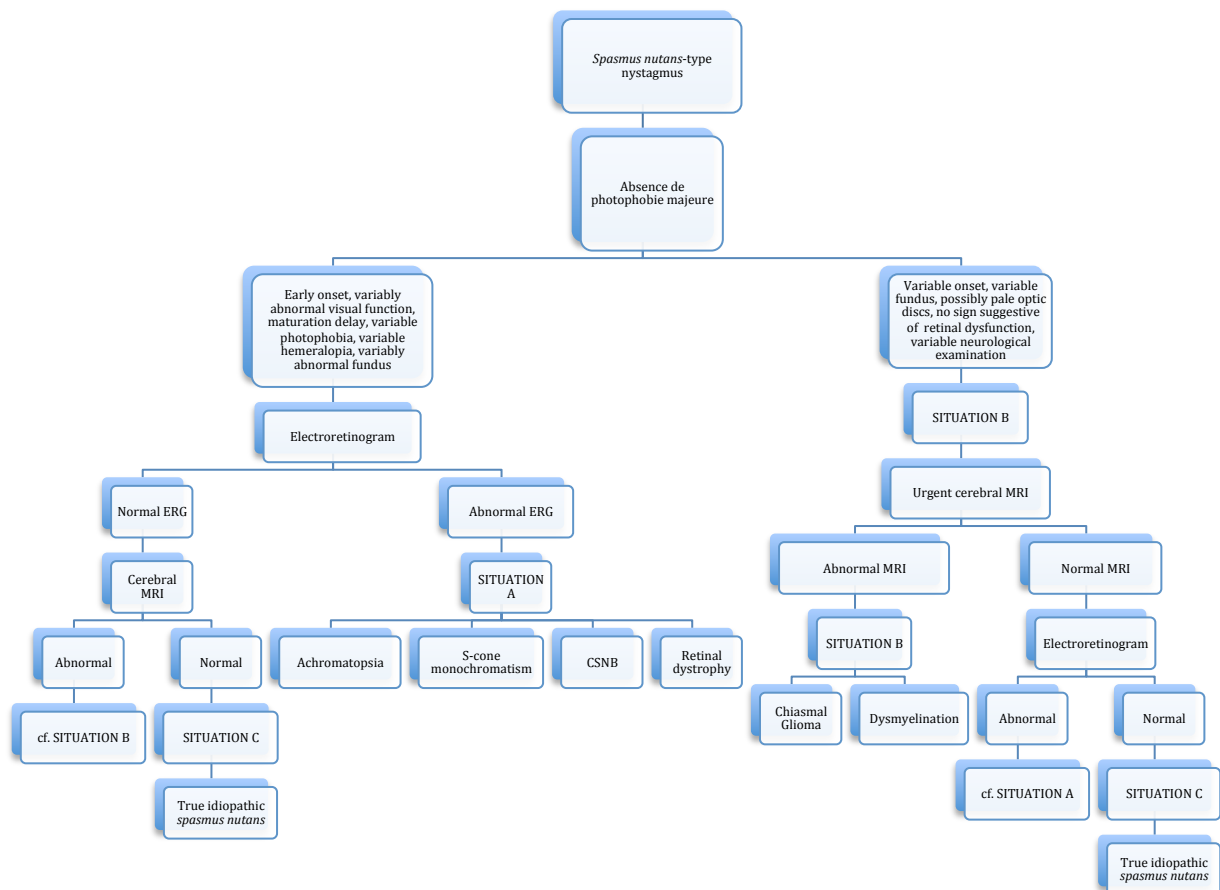 Spasmus nutans-type
nystagmus
Absence de
photophobie majeure
Early onset, variably
abnormal visual function,
maturation delay, variable
photophobia, variable
hemeralopia, variably
abnormal fundus
Variable onset, variable
fundus, possibly pale optic
discs, no sign suggestive
of retinal dysfunction,
variable neurological
examination
SITUATION B
Electroretinogram
Urgent cerebral MRI
Normal ERG
Abnormal ERG
Abnormal MRI
Normal MRI
Cerebral
MRI
SITUATION
A
SITUATION B
Electroretinogram
Abnormal
Normal
Achromatopsia
S-cone
monochromatism
CSNB
Retinal
dystrophy
Chiasmal
Glioma
Dysmyelination
Abnormal
Normal
cf. SITUATION B
SITUATION C
cf. SITUATION A
SITUATION C
True idiopathic
spasmus nutans
True idiopathic
spasmus nutans